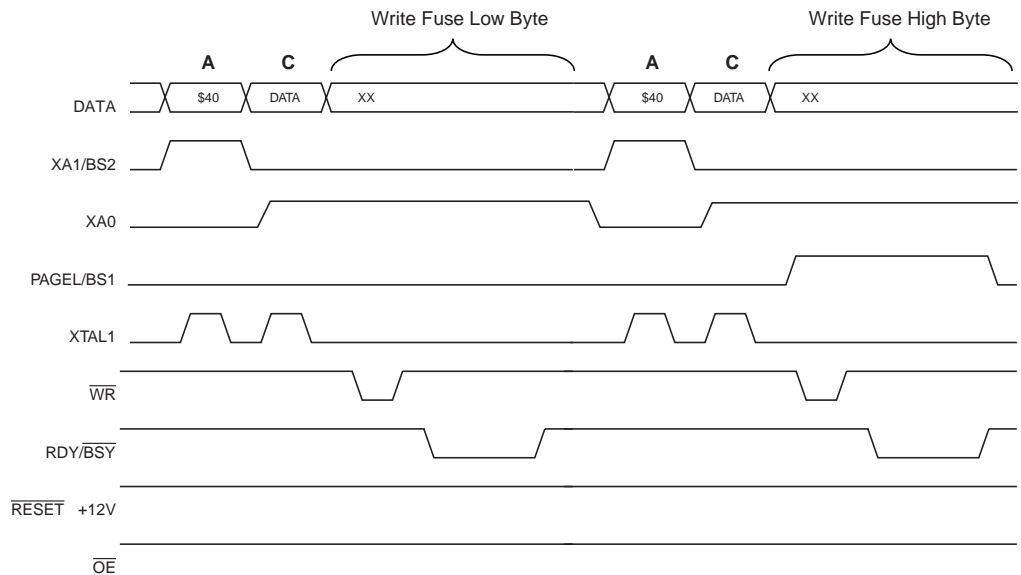 Write Fuse Low Byte Write Fuse High Byte
A C A C
DATA $40 DATA XX $40 DATA XX
XA1/BS2
XA0
PAGEL/BS1
XTAL1
WR
RDY/BSY
RESET +12V
OE